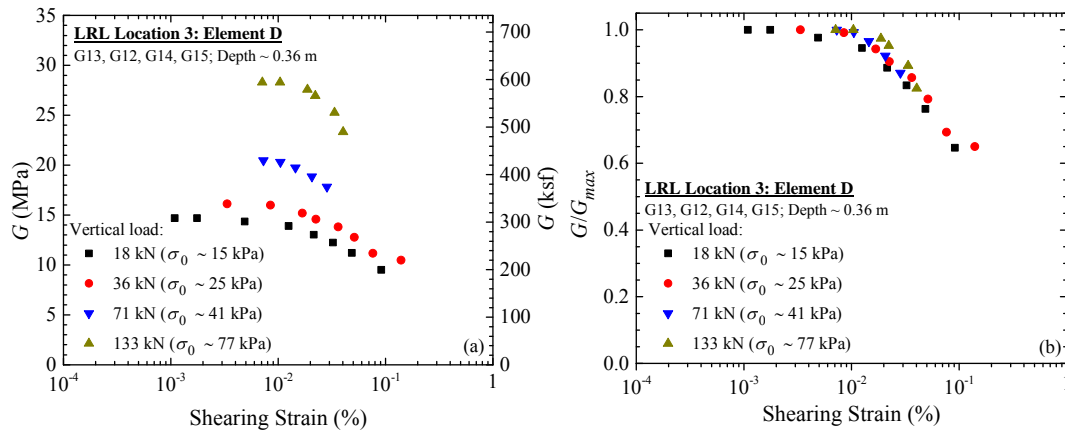 LRL Location 3: Element D
G13, G12, G14, G15; Depth ~ 0.36 m
Vertical load:
18 kN (σ0 ~ 15 kPa)
36 kN (σ0 ~ 25 kPa)
71 kN (σ0 ~ 41 kPa)
133 kN (σ0 ~ 77 kPa)
(a)
G (MPa)
35
30
25
20
15
10
5
0
G (ksf)
700
600
500
400
300
200
100
0
10-4
10-3
10-2
10-1
1
Shearing Strain (%)
G/Gmax
1.0
0.8
0.6
0.4
0.2
0.0
LRL Location 3: Element D
G13, G12, G14, G15; Depth ~ 0.36 m
Vertical load:
18 kN (σ0 ~ 15 kPa)
36 kN (σ0 ~ 25 kPa)
71 kN (σ0 ~ 41 kPa)
133 kN (σ0 ~ 77 kPa)
(b)
10-4
10-3
10-2
10-1
1
Shearing Strain (%)